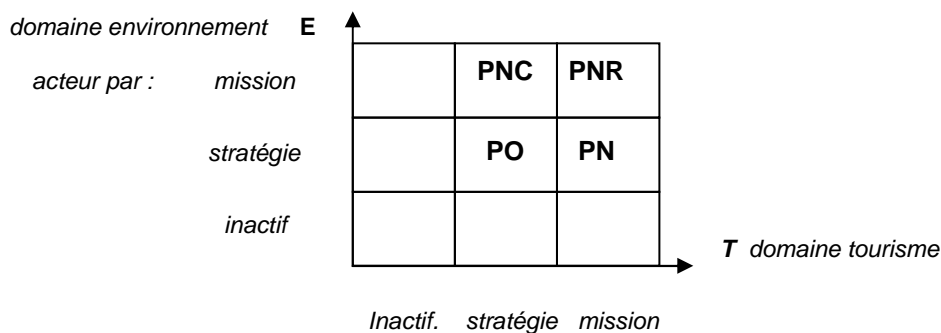 domaine environnement E
acteur par : mission PNC PNR
stratégie PO PN
inactif
T domaine tourisme
Inactif. stratégie mission